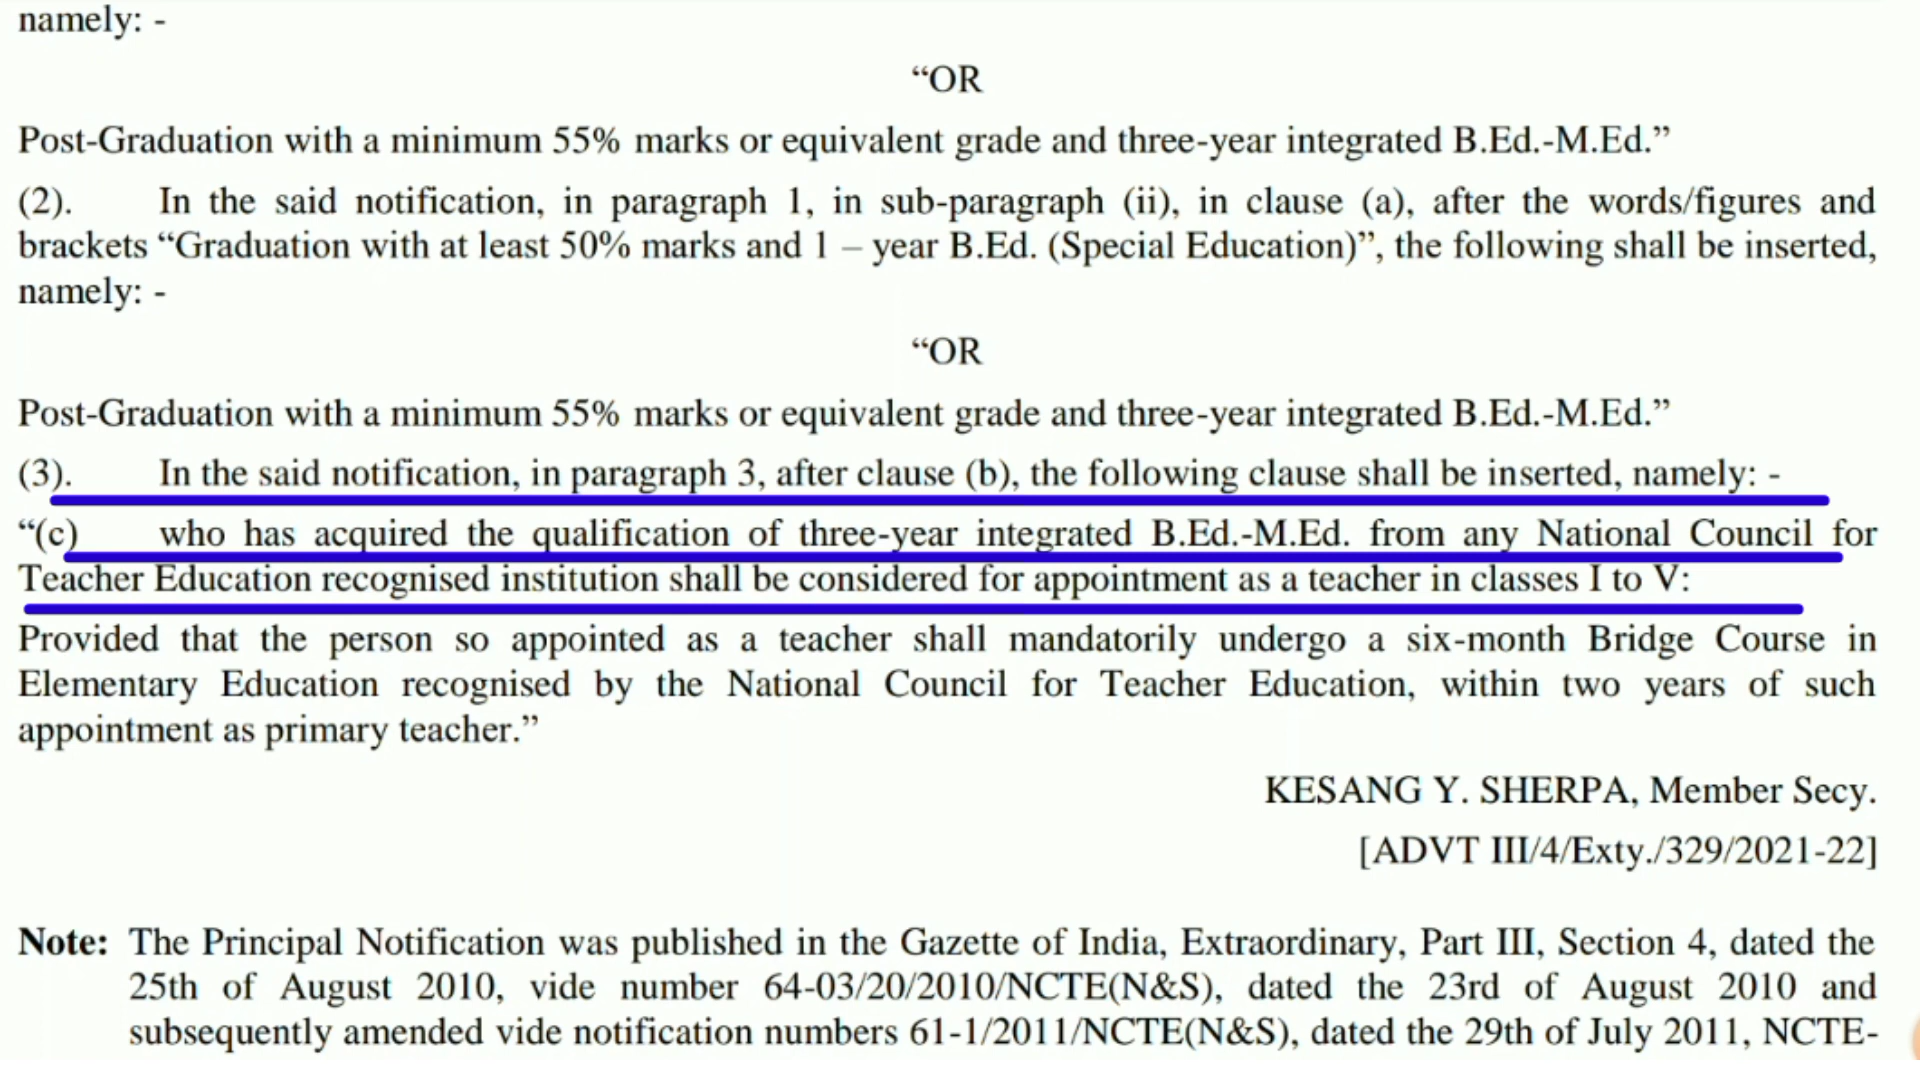 namely: -
“OR
Post-Graduation with a minimum 55% marks or equivalent grade and three-year integrated B.Ed.-M.Ed.”
(2). In the said notification, in paragraph 1, in sub-paragraph (ii), in clause (a), after the words/figures and
brackets “Graduation with at least 50% marks and 1 – year B.Ed. (Special Education)”, the following shall be inserted,
namely: -
“OR
Post-Graduation with a minimum 55% marks or equivalent grade and three-year integrated B.Ed.-M.Ed.”
(3). In the said notification, in paragraph 3, after clause (b), the following clause shall be inserted, namely: -
“(c) who has acquired the qualification of three-year integrated B.Ed.-M.Ed. from any National Council for
Teacher Education recognised institution shall be considered for appointment as a teacher in classes I to V:
Provided that the person so appointed as a teacher shall mandatorily undergo a six-month Bridge Course in
Elementary Education recognised by the National Council for Teacher Education, within two years of such
appointment as primary teacher.”
KESANG Y. SHERPA, Member Secy.
[ADVT III/4/Exty./329/2021-22]
Note: The Principal Notification was published in the Gazette of India, Extraordinary, Part III, Section 4, dated the
25th of August 2010, vide number 64-03/20/2010/NCTE(N&S), dated the 23rd of August 2010 and
subsequently amended vide notification numbers 61-1/2011/NCTE(N&S), dated the 29th of July 2011, NCTE-